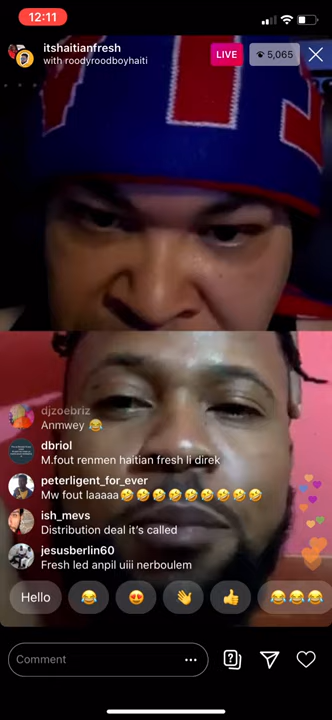 12:11
itshaitianfresh
with roodyroodboyhaiti
LIVE
5,065
djzoebriz
Anmwey 😂
dbriol
M.fout renmen haitian fresh li direk
peterligent_for_ever
Mw fout laaaaa🤣🤣🤣🤣🤣🤣🤣🤣🤣
ish_mevs
Distribution deal it's called
jesusberlin60
Fresh led anpil uiii nerboulem
Hello 😂 😍 👋 👍 😂😂😂
Comment